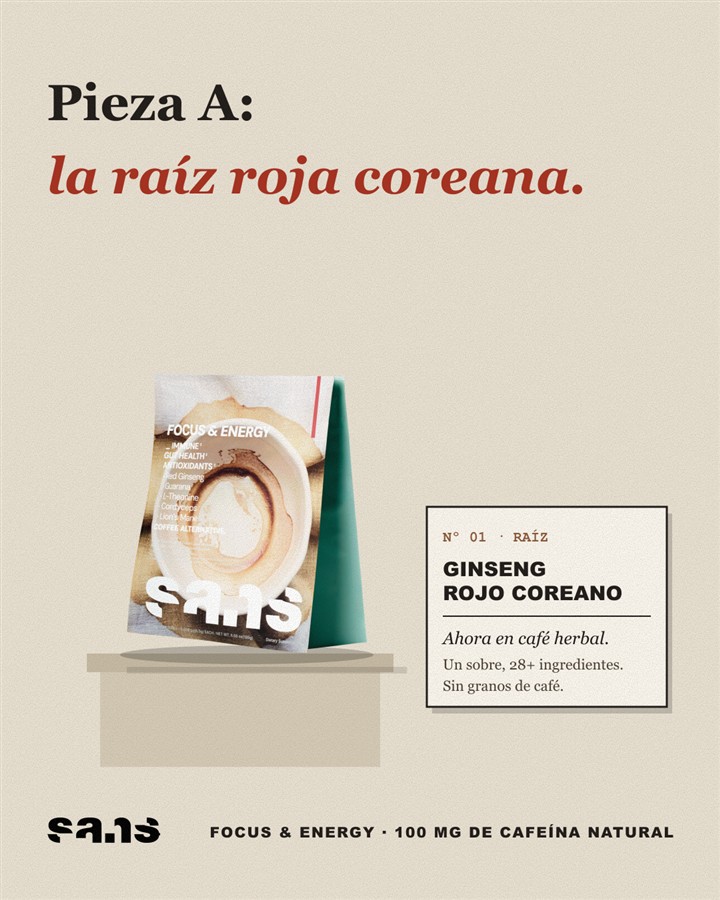 Pieza A:
la raíz roja coreana.
FOCUS & ENERGY
IMMUNE
GUT HEALTH
ANTIOXIDANTS
Red Ginseng
Guarana
L-Theanine
Cordyceps
Lion's Mane
COFFEE ALTERNATIVE
sans
N° 01 · RAÍZ
GINSENG
ROJO COREANO
Ahora en café herbal.
Un sobre, 28+ ingredientes.
Sin granos de café.
sans
FOCUS & ENERGY · 100 MG DE CAFEÍNA NATURAL